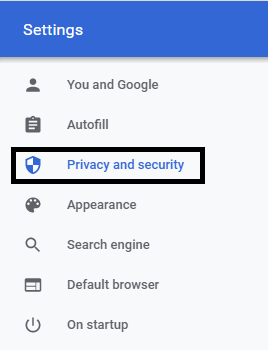 Settings
You and Google
Autofill
Privacy and security
Appearance
Search engine
Default browser
On startup